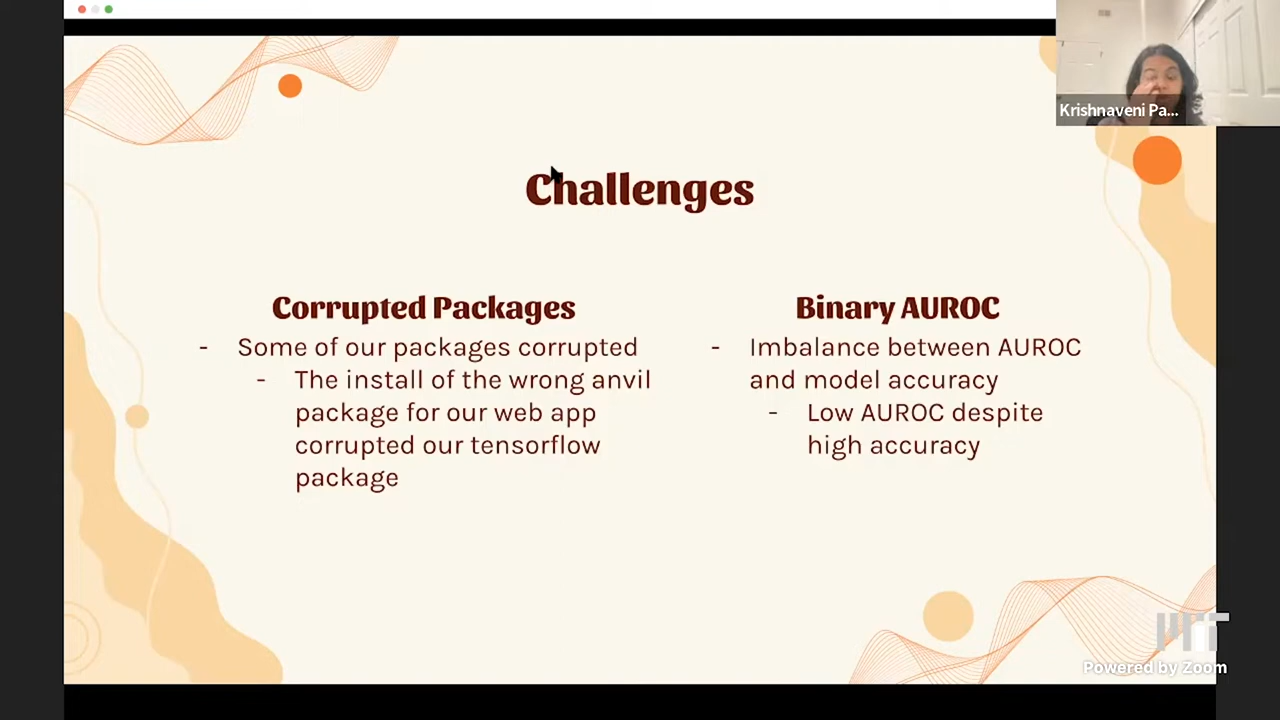 Krishnaveni Pa...
Challenges
Corrupted Packages
- Some of our packages corrupted
- The install of the wrong anvil
package for our web app
corrupted our tensorflow
package
Binary AUROC
- Imbalance between AUROC
and model accuracy
- Low AUROC despite
high accuracy
MIT
Powered by Zoom